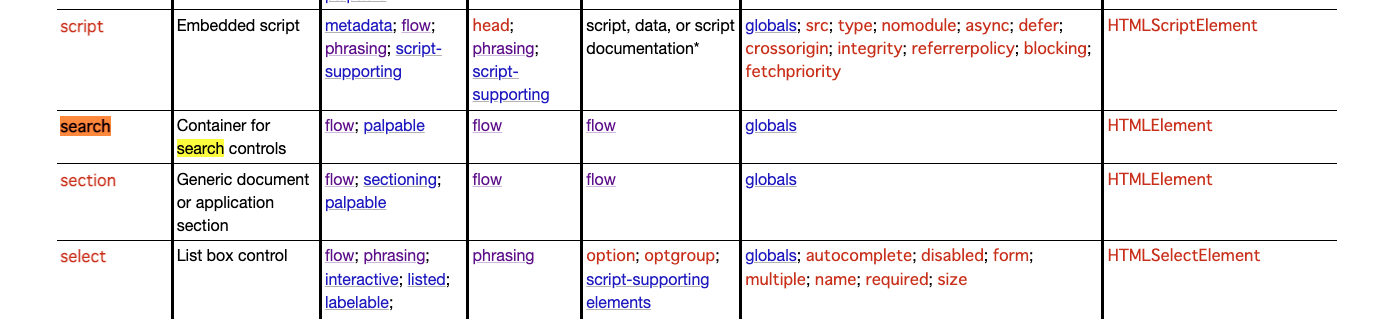 script
Embedded script
metadata; flow;
phrasing; script-
supporting
head;
phrasing;
script-
supporting
script, data, or script
documentation*
globals; src; type; nomodule; async; defer;
crossorigin; integrity; referrerpolicy; blocking;
fetchpriority
HTMLScriptElement
search
Container for
search controls
flow; palpable
flow
flow
globals
HTMLElement
section
Generic document
or application
section
flow; sectioning;
palpable
flow
flow
globals
HTMLElement
select
List box control
flow; phrasing;
interactive; listed;
labelable;
phrasing
option; optgroup;
script-supporting
elements
globals; autocomplete; disabled; form;
multiple; name; required; size
HTMLSelectElement